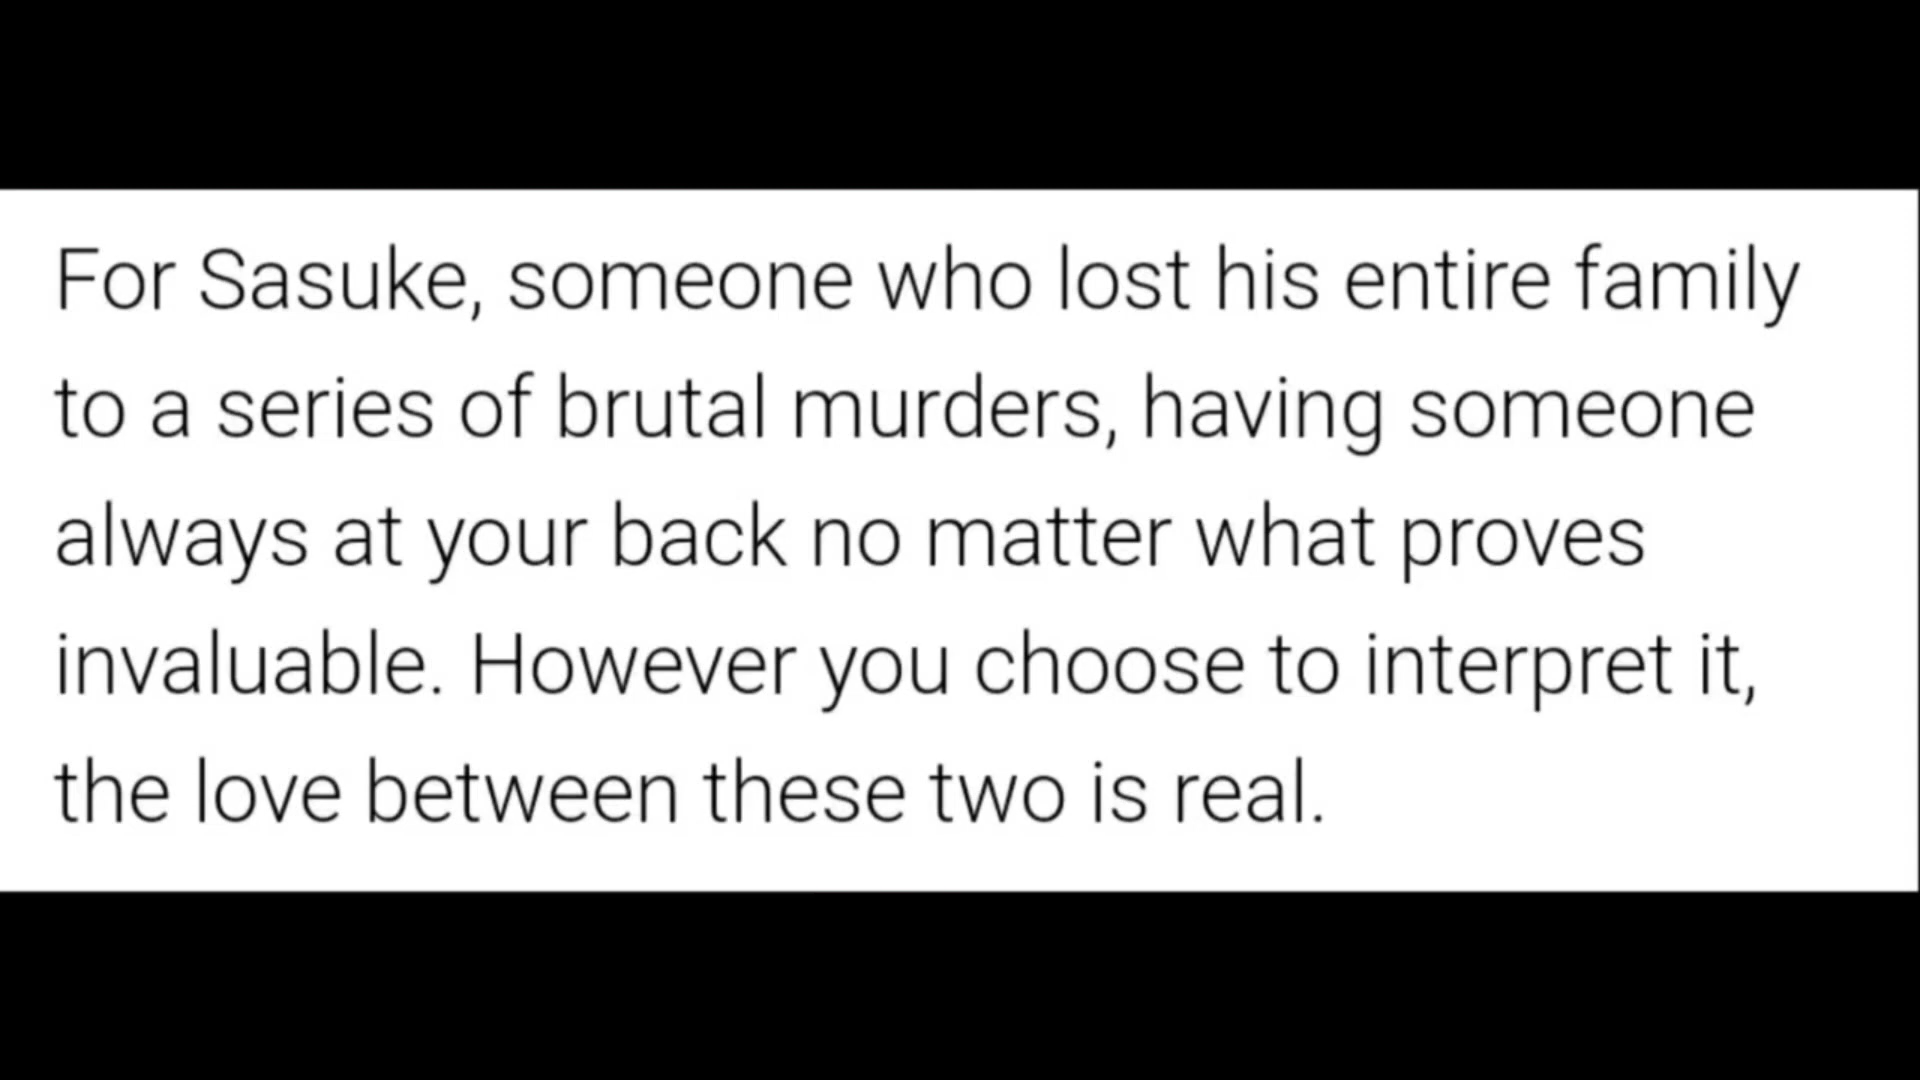 For Sasuke, someone who lost his entire family
to a series of brutal murders, having someone
always at your back no matter what proves
invaluable. However you choose to interpret it,
the love between these two is real.